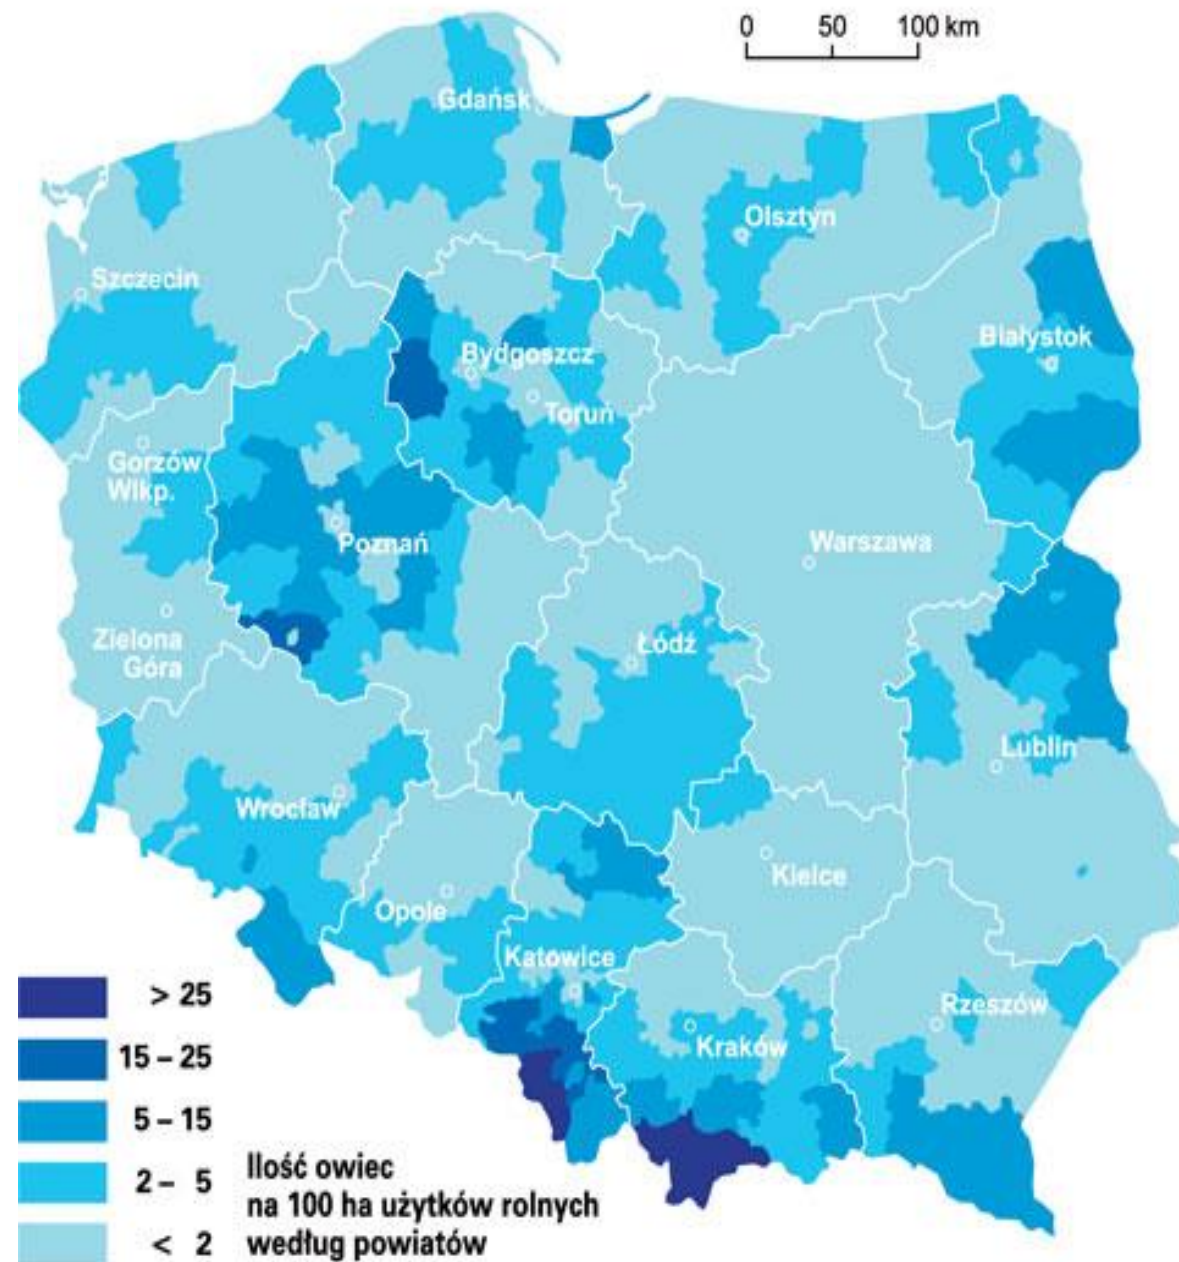 0 50 100 km
Gdańsk
Olsztyn
Szczecin
Białystok
Bydgoszcz
Toruń
Gorzów
Wlkp.
Poznań
Warszawa
Zielona
Góra
Łódź
Lublin
Wrocław
Kielce
Opole
Katowice
Rzeszów
Kraków
> 25
15 – 25
5 – 15
2 – 5
< 2
Ilość owiec
na 100 ha użytków rolnych
według powiatów